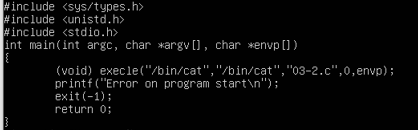 #include <sys/types.h>
#include <unistd.h>
#include <stdio.h>
int main(int argc, char *argv[], char *envp[])
{
(void) execle("/bin/cat","/bin/cat","03-2.c",0,envp);
printf("Error on program start\n");
exit(-1);
return 0;
}